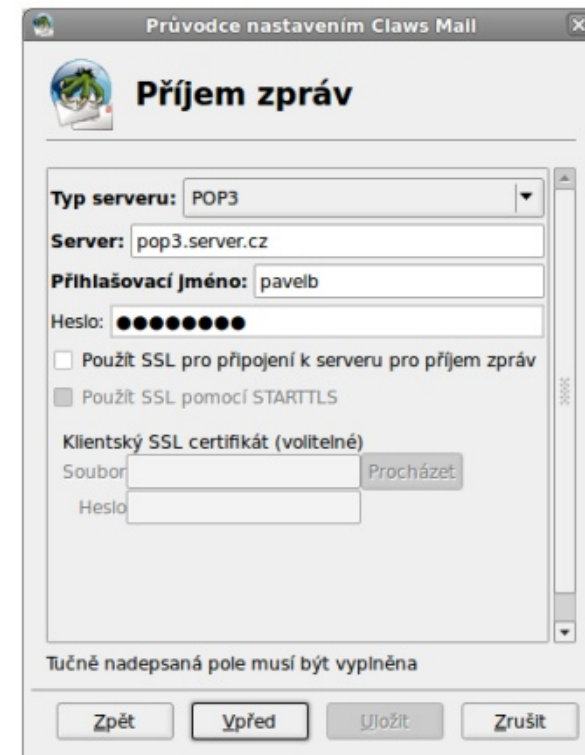 Průvodce nastavením Claws Mail
Příjem zpráv
Typ serveru: POP3
Server: pop3.server.cz
Přihlašovací jméno: pavelb
Heslo: ●●●●●●●●
Použít SSL pro připojení k serveru pro příjem zpráv
Použít SSL pomocí STARTTLS
Klientský SSL certifikát (volitelné)
Soubor Procházet
Heslo
Tučně nadepsaná pole musí být vyplněna
Zpět Vpřed Uložit Zrušit